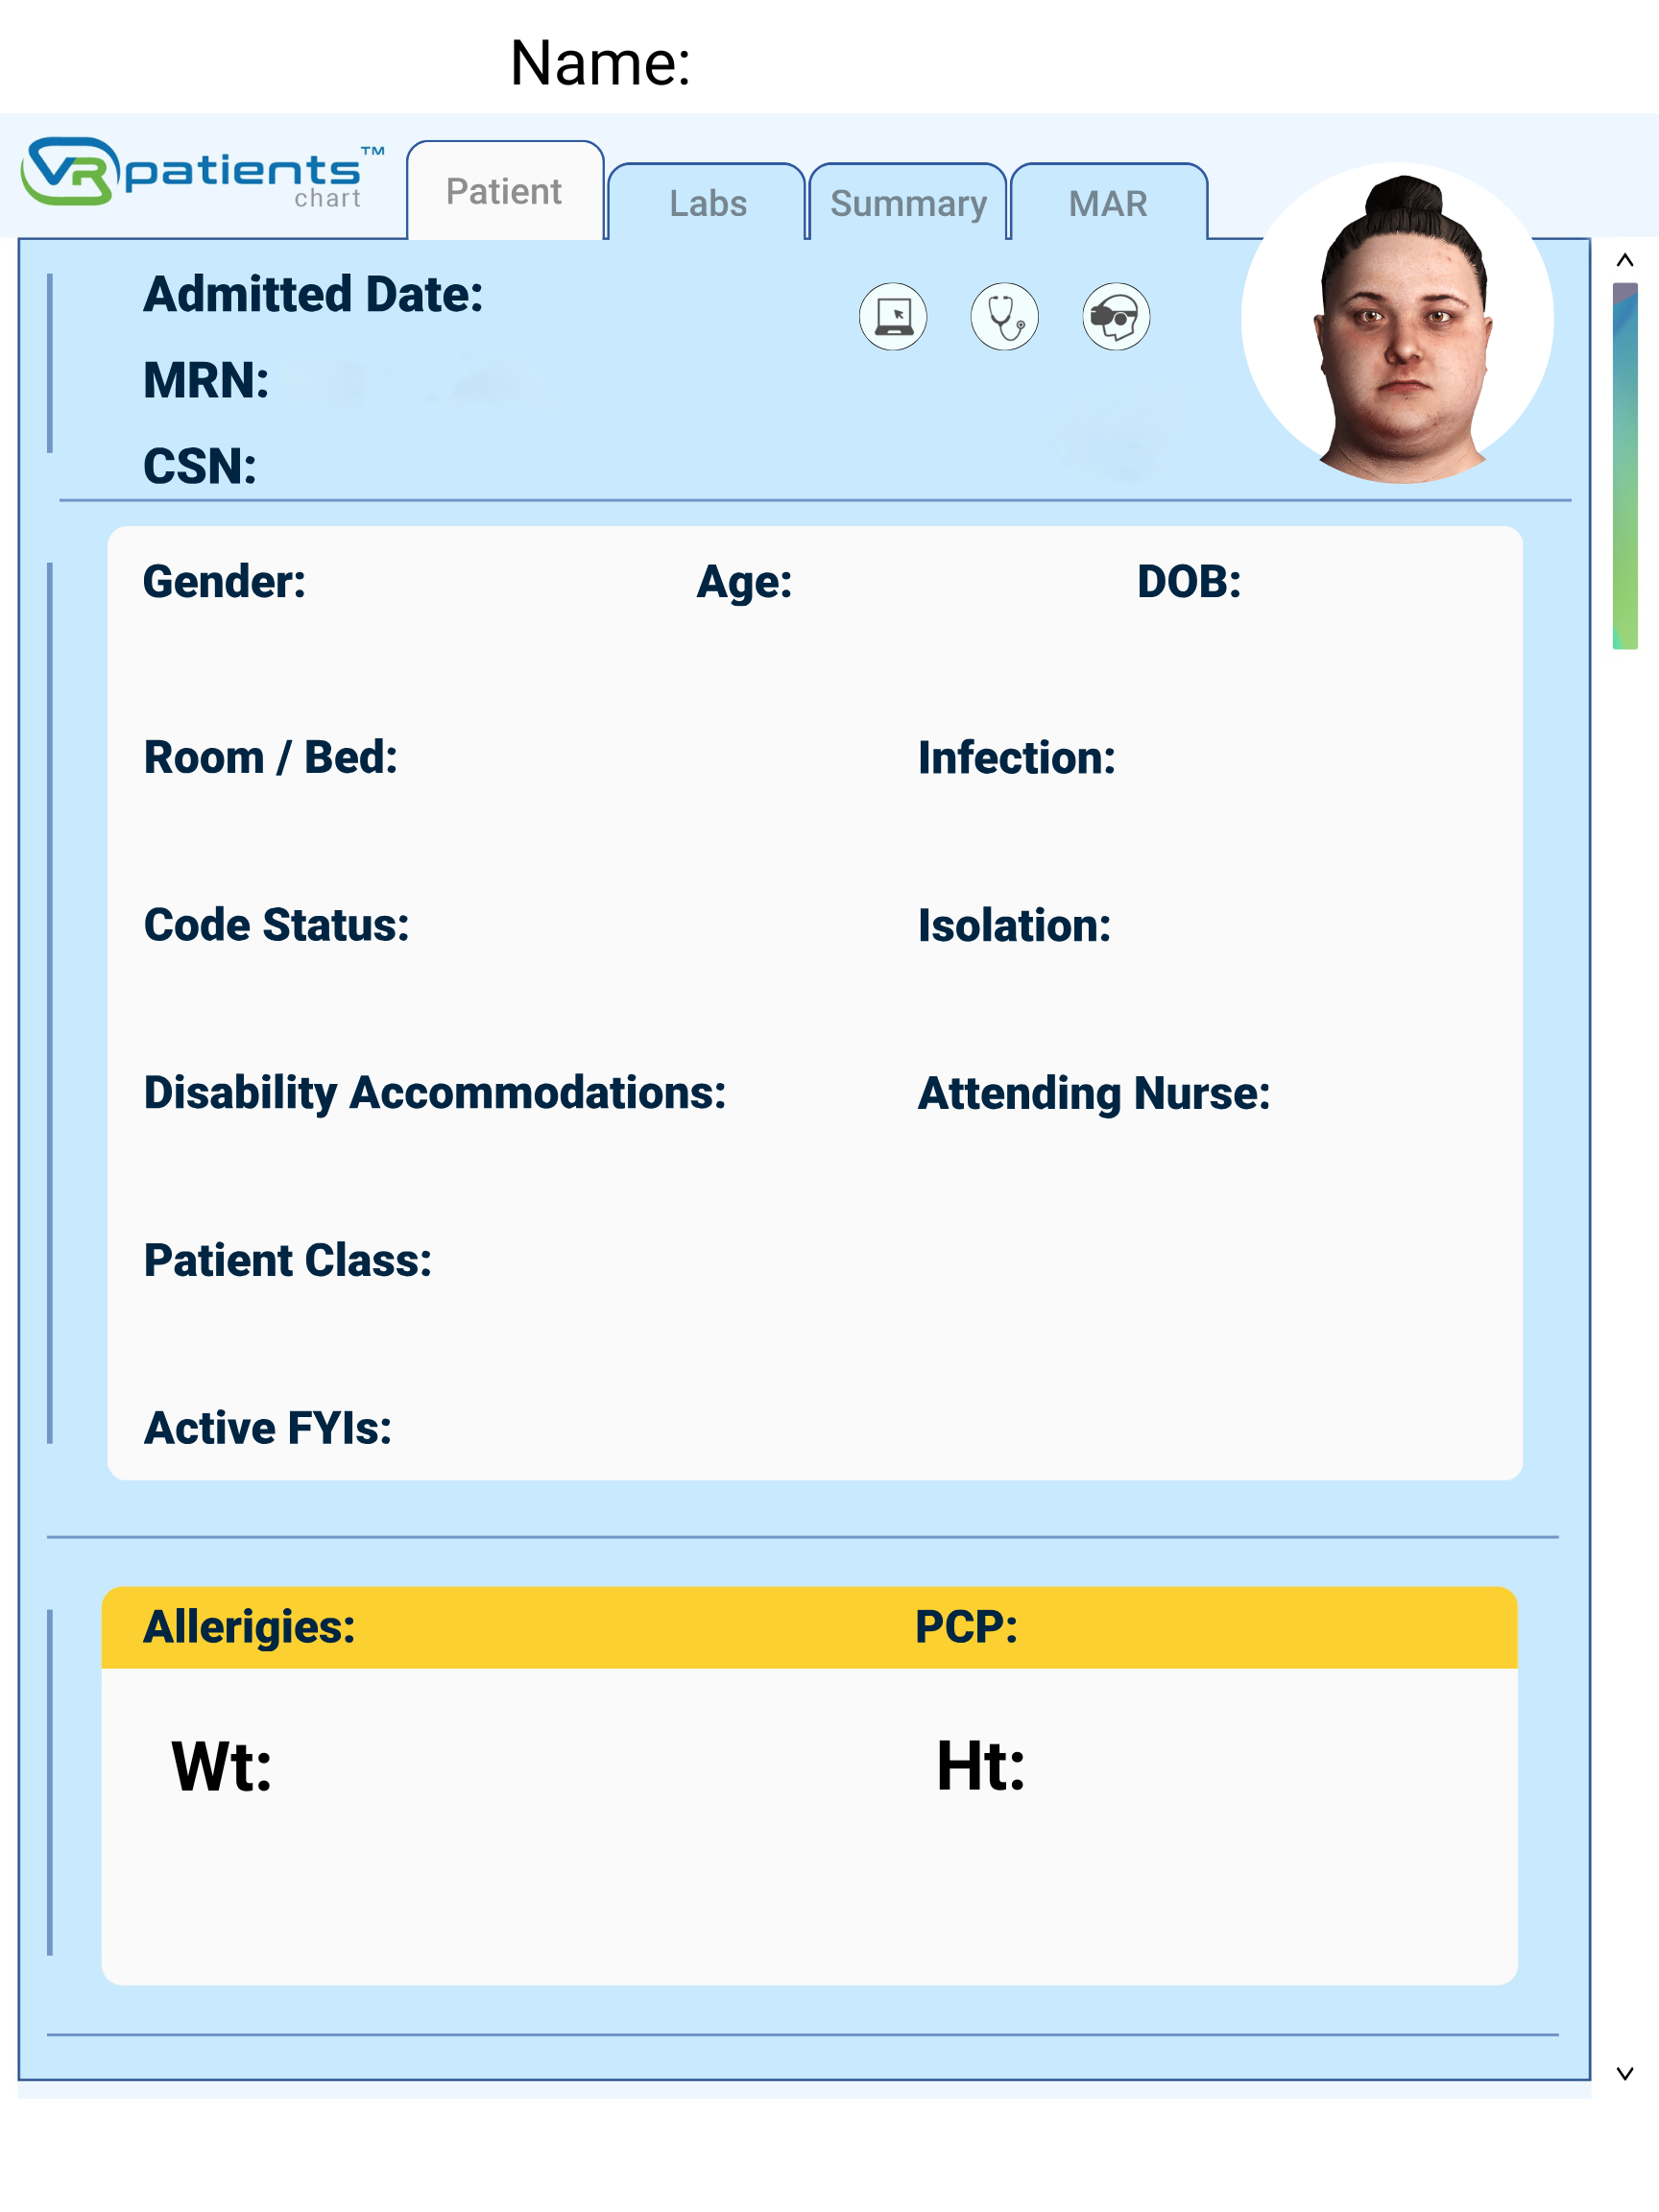 Name:
VR patients™
chart
Patient Labs Summary MAR
Admitted Date:
MRN:
CSN:
Gender: Age: DOB:
Room / Bed: Infection:
Code Status: Isolation:
Disability Accommodations: Attending Nurse:
Patient Class:
Active FYIs:
Allerigies: PCP:
Wt: Ht: